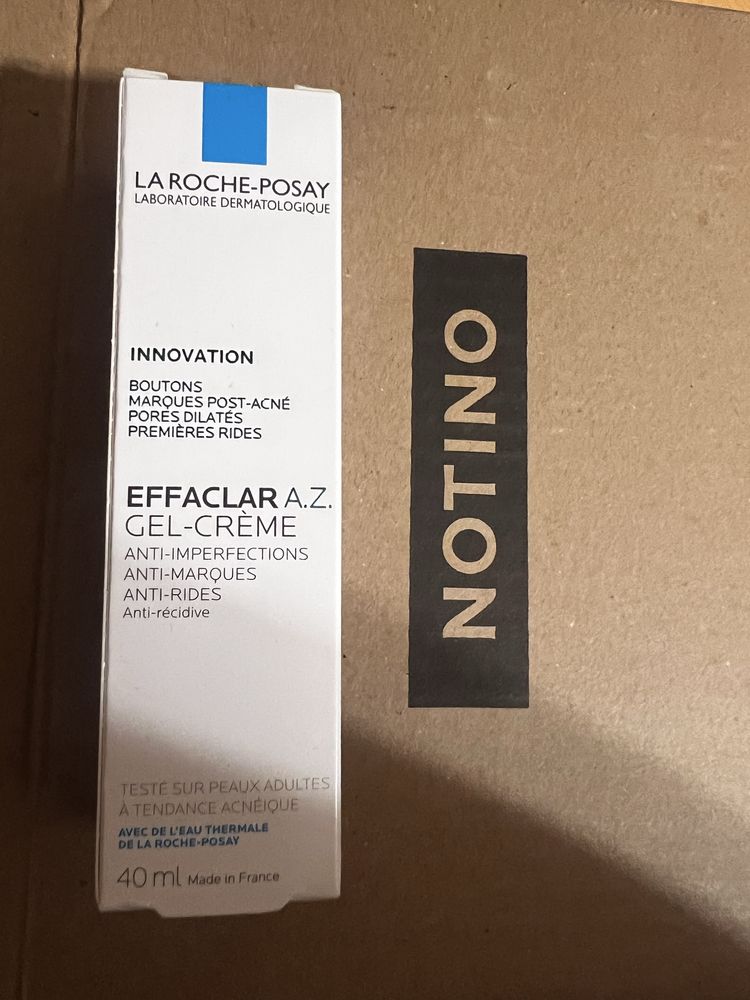 LA ROCHE-POSAY
LABORATOIRE DERMATOLOGIQUE
INNOVATION
BOUTONS
MARQUES POST-ACNÉ
PORES DILATÉS
PREMIÈRES RIDES
EFFACLAR A.Z.
GEL-CRÈME
ANTI-IMPERFECTIONS
ANTI-MARQUES
ANTI-RIDES
Anti-récidive
TESTÉ SUR PEAUX ADULTES
À TENDANCE ACNÉIQUE
AVEC DE L'EAU THERMALE
DE LA ROCHE-POSAY
40 ml Made in France
NOTINO